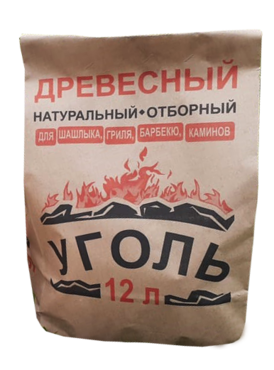 ДРЕВЕСНЫЙ
НАТУРАЛЬНЫЙ•ОТБОРНЫЙ
ДЛЯ ШАШЛЫКА, ГРИЛЯ, БАРБЕКЮ, КАМИНОВ
УГОЛЬ
12 л